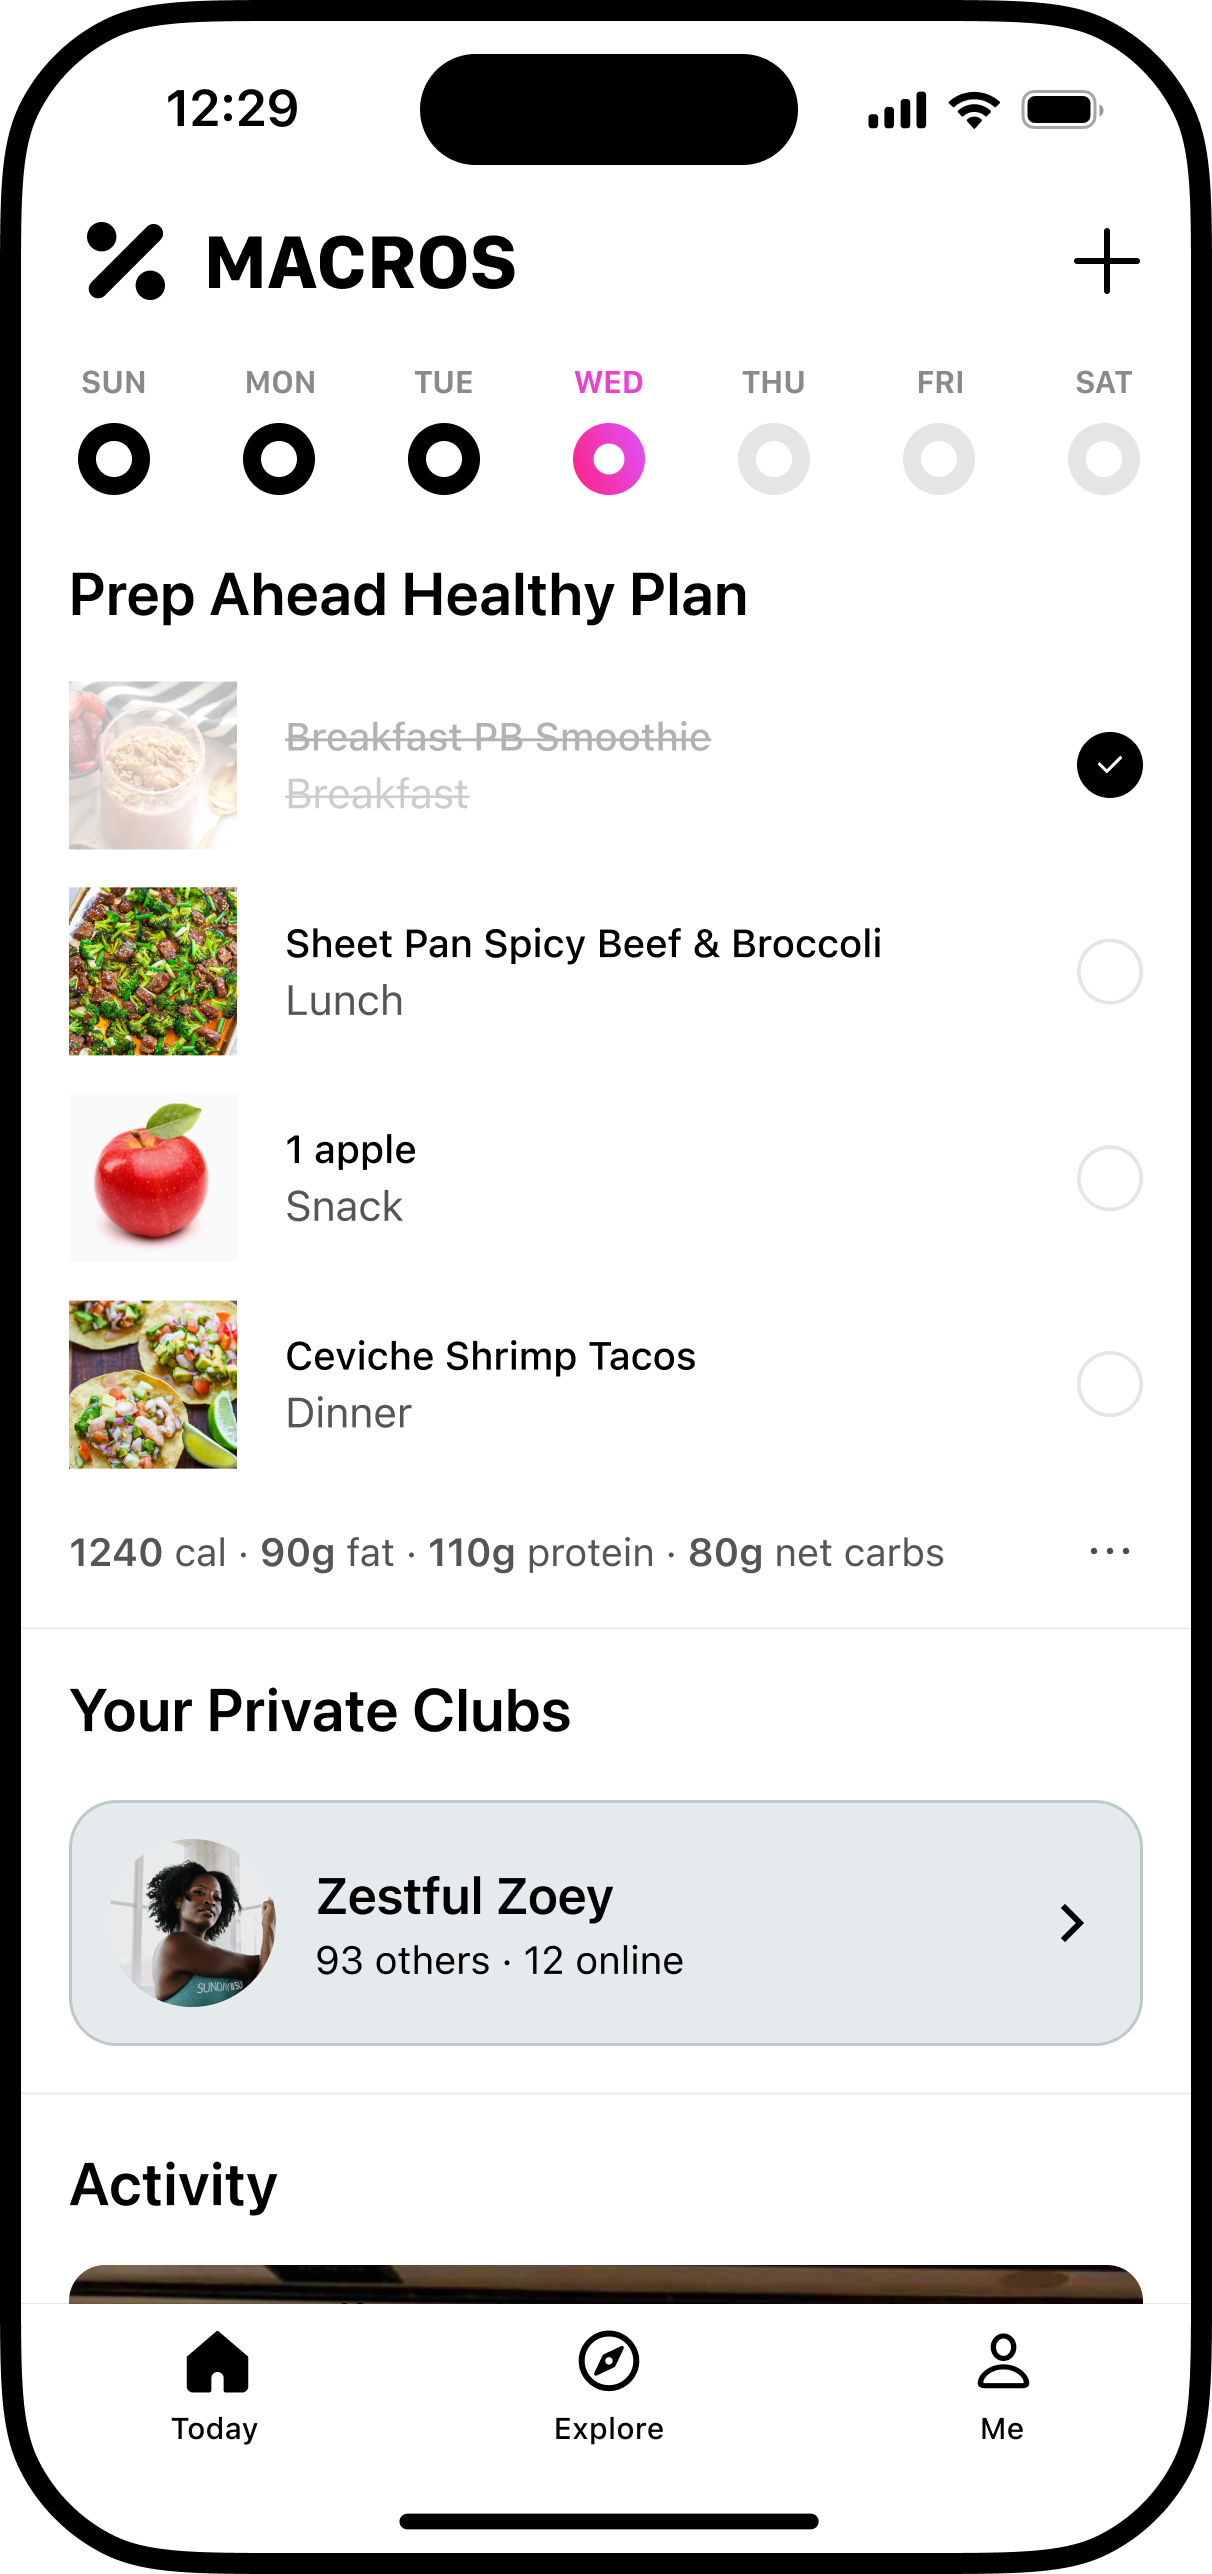 12:29
MACROS
SUN MON TUE WED THU FRI SAT
Prep Ahead Healthy Plan
Breakfast PB Smoothie
Breakfast
Sheet Pan Spicy Beef & Broccoli
Lunch
1 apple
Snack
Ceviche Shrimp Tacos
Dinner
1240 cal · 90g fat · 110g protein · 80g net carbs
Your Private Clubs
Zestful Zoey
93 others · 12 online
Activity
Today Explore Me